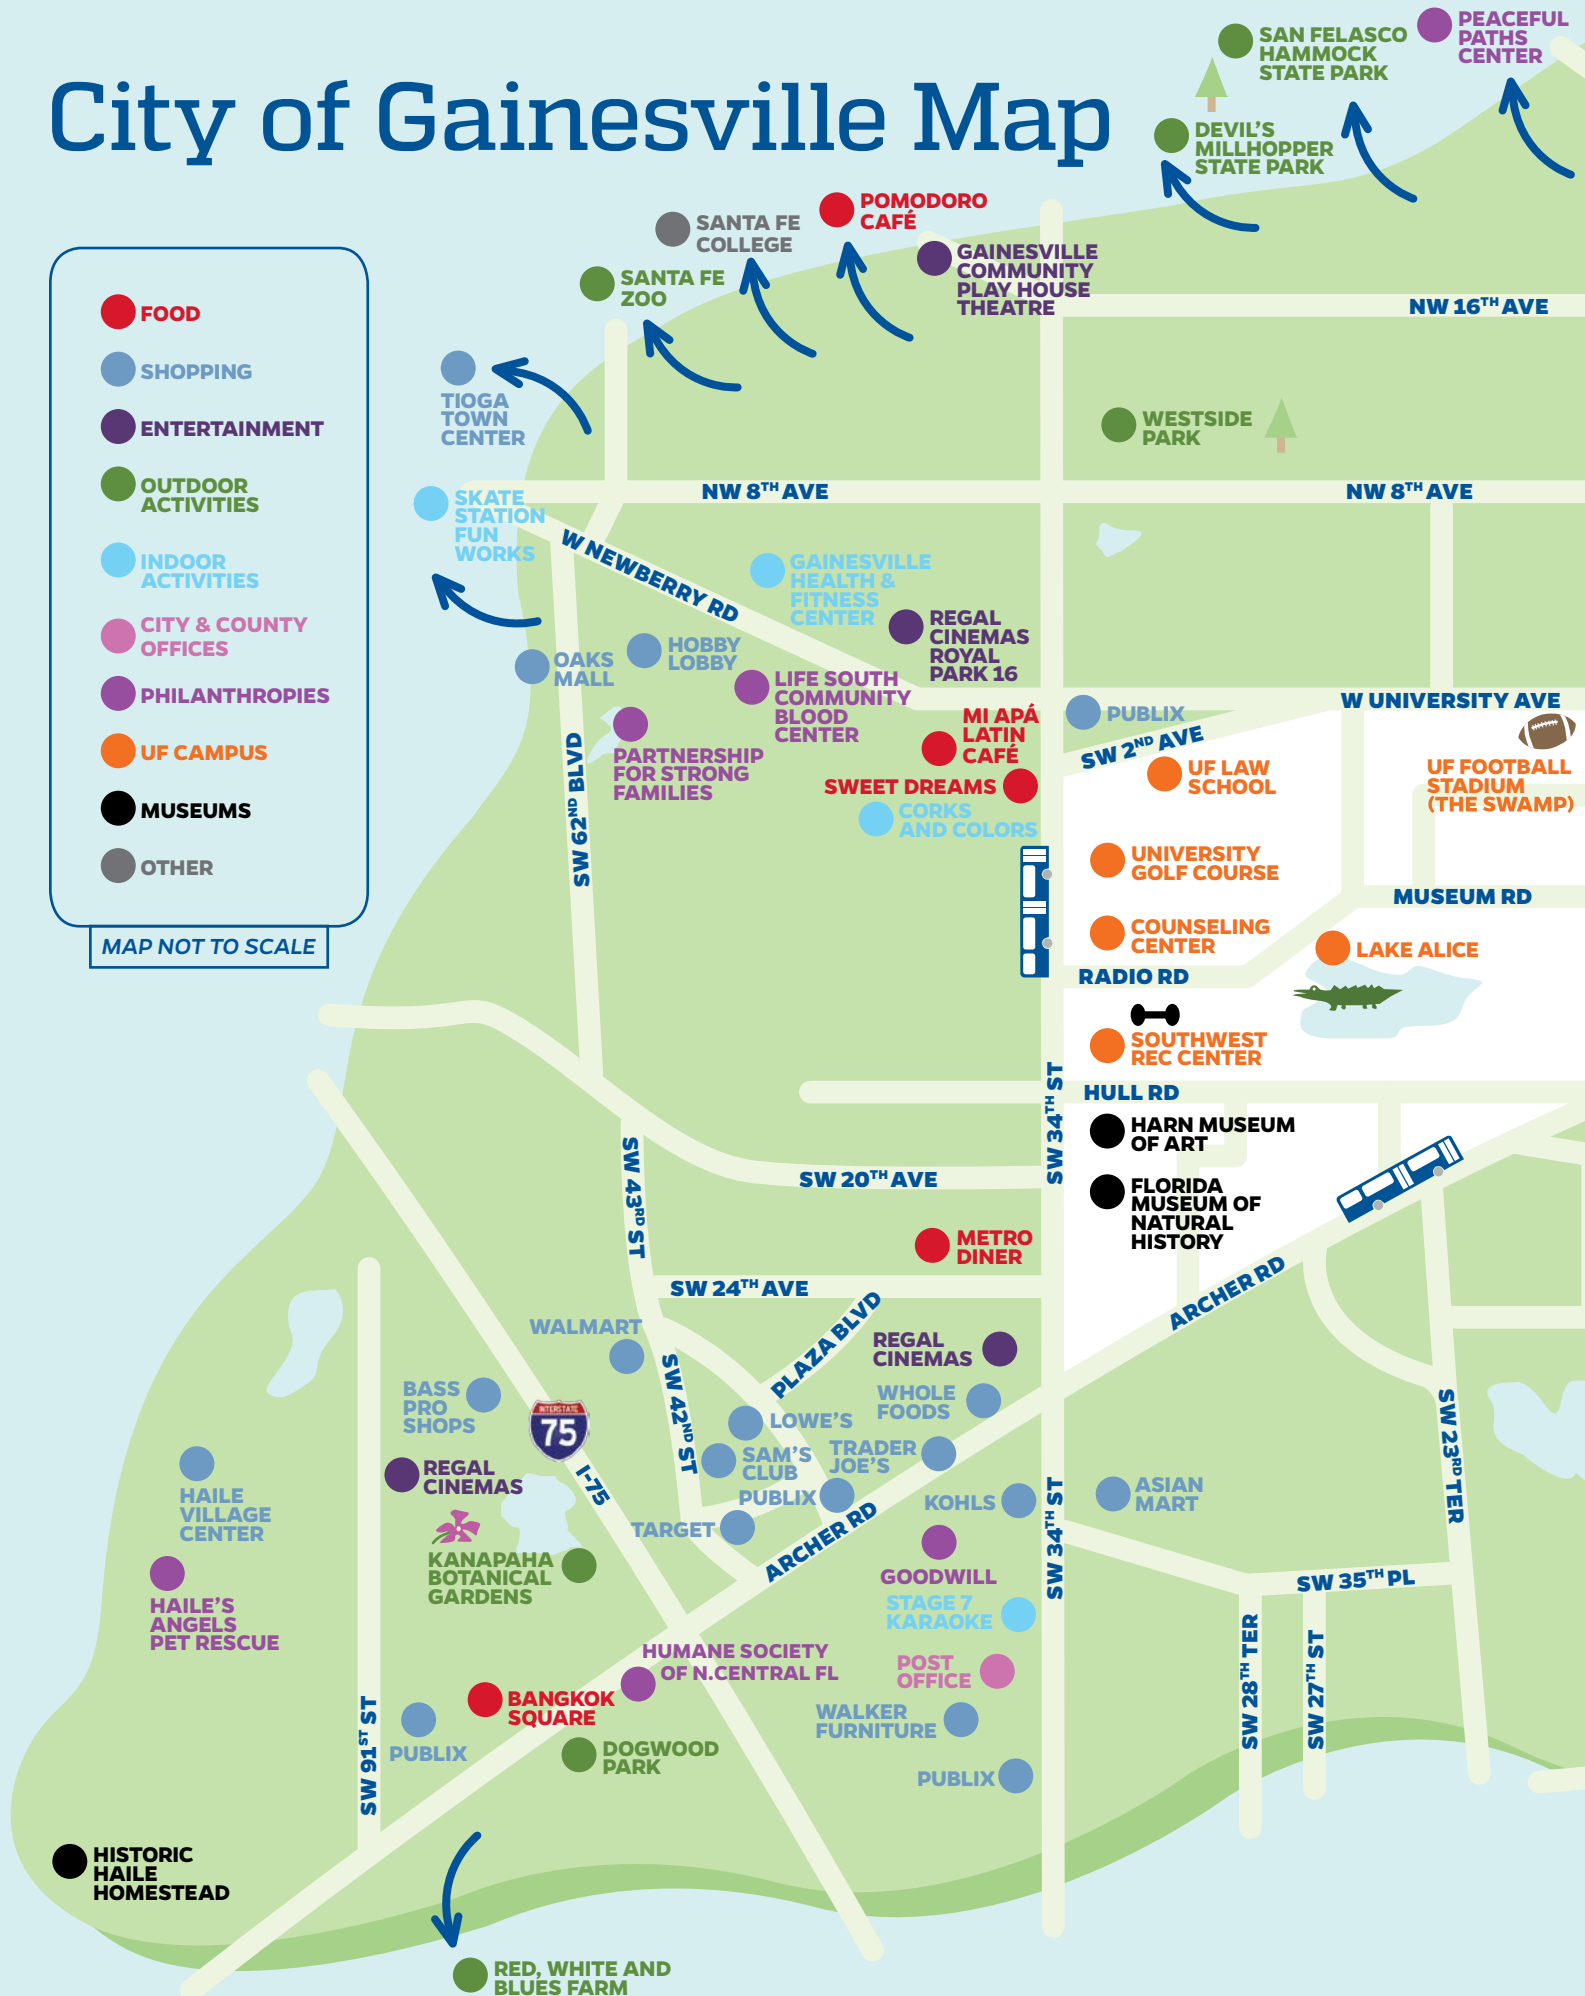 City of Gainesville Map
SAN FELASCO
HAMMOCK
STATE PARK
PEACEFUL
PATHS
CENTER
DEVIL'S
MILLHOPPER
STATE PARK
POMODORO
CAFÉ
SANTA FE
COLLEGE
SANTA FE
ZOO
GAINESVILLE
COMMUNITY
PLAY HOUSE
THEATRE
NW 16TH AVE
FOOD
SHOPPING
ENTERTAINMENT
OUTDOOR
ACTIVITIES
INDOOR
ACTIVITIES
CITY & COUNTY
OFFICES
PHILANTHROPIES
UF CAMPUS
MUSEUMS
OTHER
MAP NOT TO SCALE
TIOGA
TOWN
CENTER
WESTSIDE
PARK
SKATE
STATION
FUN
WORKS
NW 8TH AVE
NW 8TH AVE
W NEWBERRY RD
GAINESVILLE
HEALTH &
FITNESS
CENTER
REGAL
CINEMAS
ROYAL
PARK 16
OAKS
MALL
HOBBY
LOBBY
LIFE SOUTH
COMMUNITY
BLOOD
CENTER
PARTNERSHIP
FOR STRONG
FAMILIES
MI APÁ
LATIN
CAFÉ
SWEET DREAMS
CORKS
AND COLORS
PUBLIX
W UNIVERSITY AVE
SW 2ND AVE
UF LAW
SCHOOL
UF FOOTBALL
STADIUM
(THE SWAMP)
SW 62ND BLVD
UNIVERSITY
GOLF COURSE
MUSEUM RD
COUNSELING
CENTER
LAKE ALICE
RADIO RD
SOUTHWEST
REC CENTER
HULL RD
SW 34TH ST
HARN MUSEUM
OF ART
FLORIDA
MUSEUM OF
NATURAL
HISTORY
SW 43RD ST
SW 20TH AVE
METRO
DINER
SW 24TH AVE
ARCHER RD
WALMART
PLAZA BLVD
REGAL
CINEMAS
BASS
PRO
SHOPS
INTERSTATE
75
I-75
SW 42ND ST
LOWE'S
WHOLE
FOODS
SAM'S
CLUB
TRADER
JOE'S
PUBLIX
TARGET
ARCHER RD
KOHLS
SW 34TH ST
ASIAN
MART
SW 23RD TER
REGAL
CINEMAS
HAILE
VILLAGE
CENTER
KANAPAHA
BOTANICAL
GARDENS
HAILE'S
ANGELS
PET RESCUE
GOODWILL
STAGE 7
KARAOKE
SW 35TH PL
SW 28TH TER
SW 27TH ST
HUMANE SOCIETY
OF N.CENTRAL FL
POST
OFFICE
BANGKOK
SQUARE
WALKER
FURNITURE
SW 91ST ST
PUBLIX
DOGWOOD
PARK
PUBLIX
HISTORIC
HAILE
HOMESTEAD
RED, WHITE AND
BLUES FARM